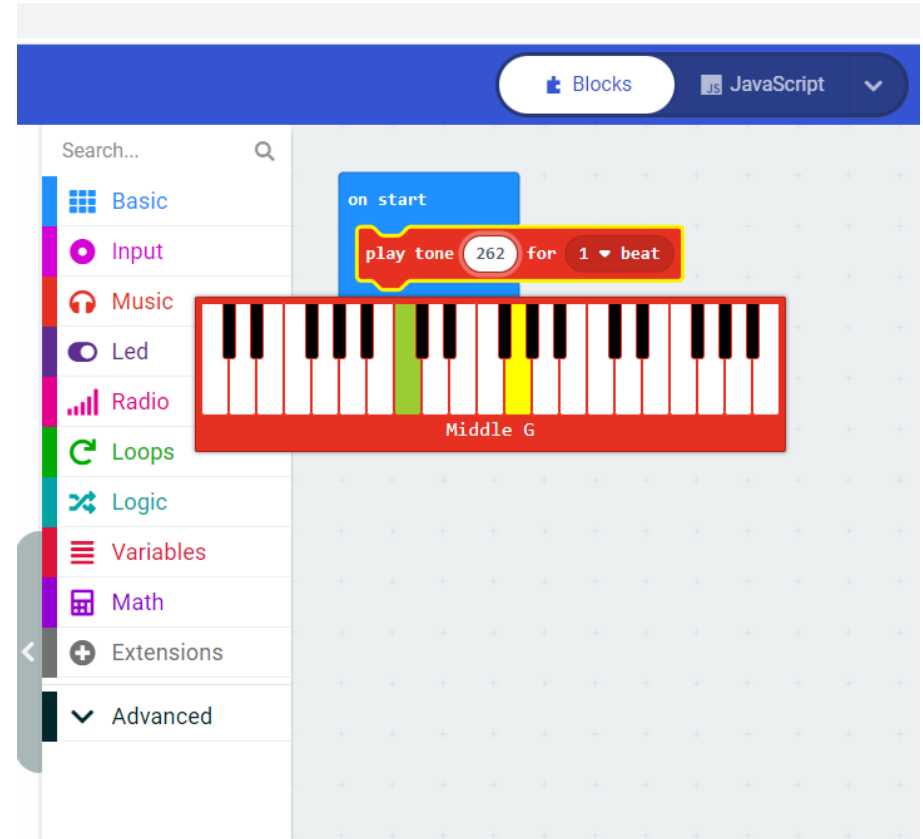 Blocks
JS JavaScript
Search...
Basic
Input
Music
Led
Radio
Loops
Logic
Variables
Math
Extensions
Advanced
on start
play tone 262 for 1 beat
Middle G